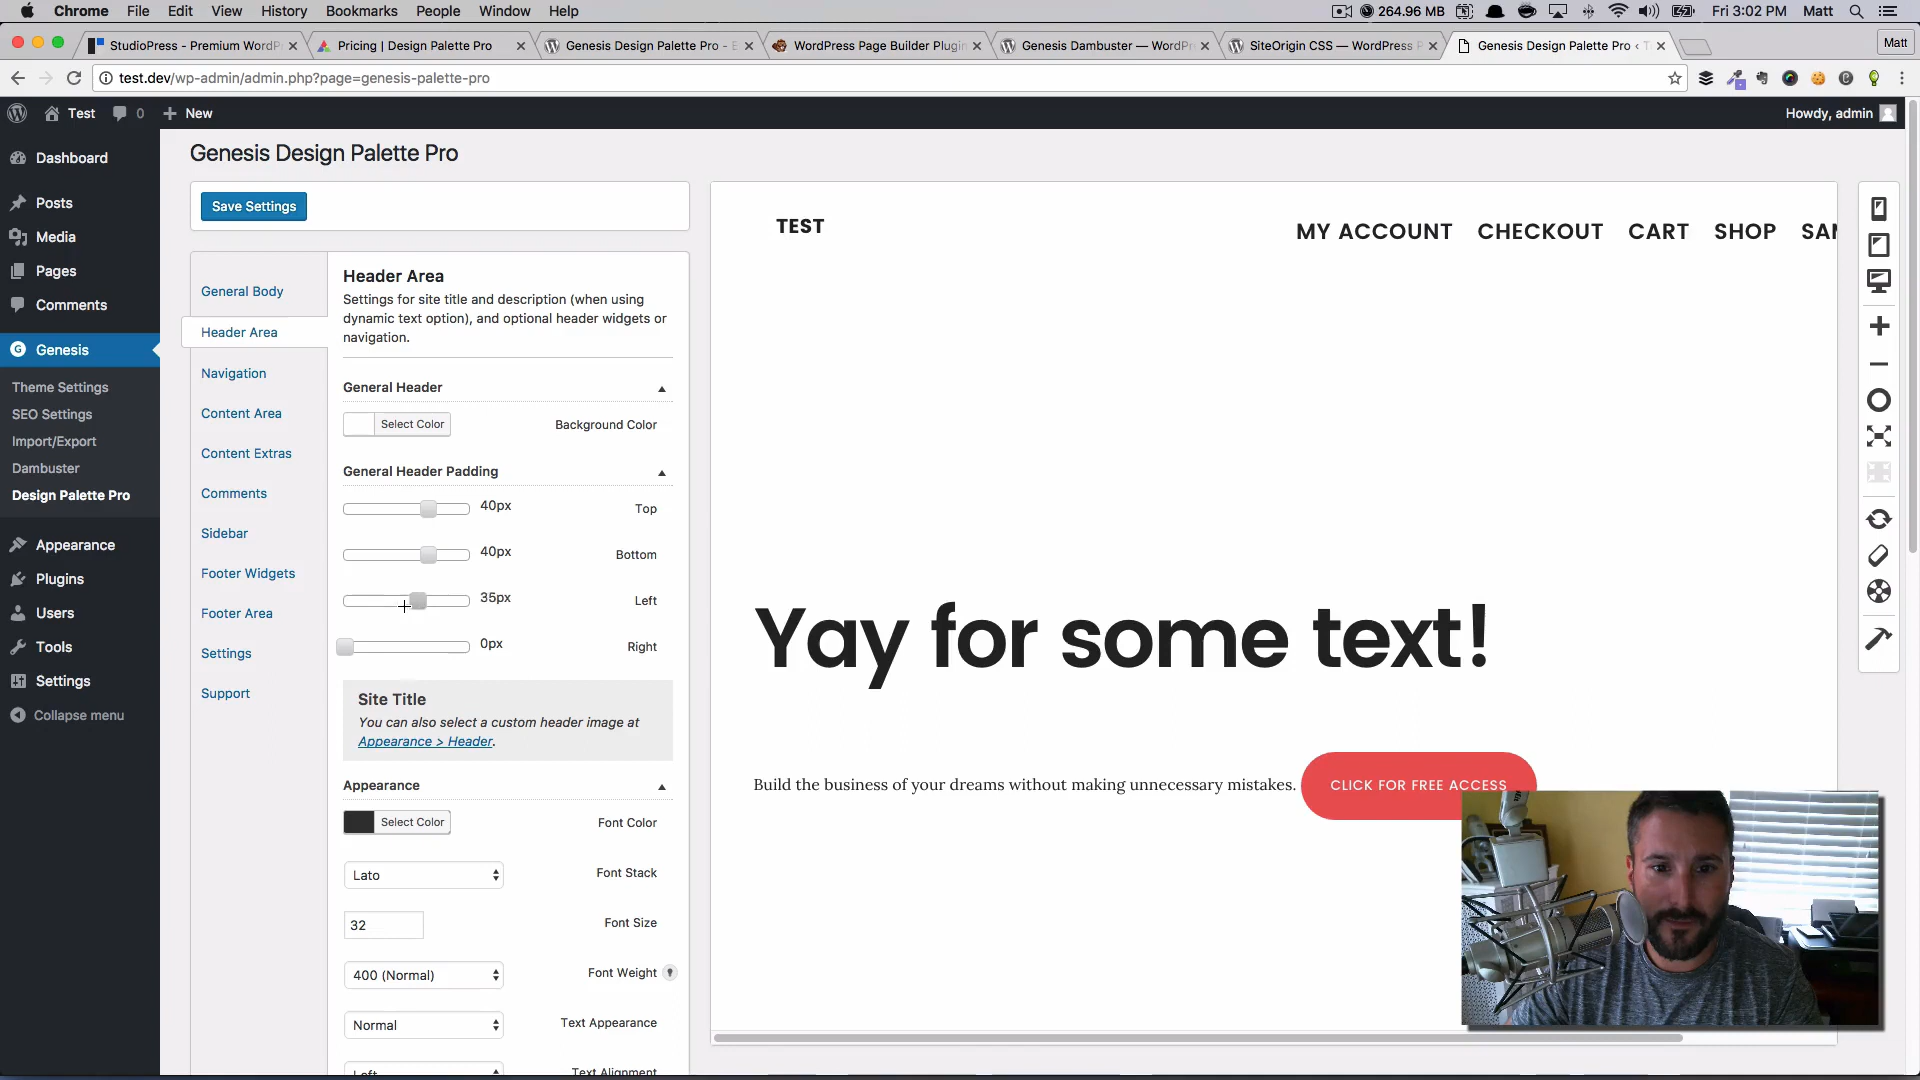 Chrome File Edit View History Bookmarks People Window Help 264.96 MB Fri 3:02 PM Matt
StudioPress - Premium WordP Pricing | Design Palette Pro Genesis Design Palette Pro - E WordPress Page Builder Plugin Genesis Dambuster — WordPr SiteOrigin CSS — WordPress P Genesis Design Palette Pro ‹ T Matt
test.dev/wp-admin/admin.php?page=genesis-palette-pro
Test 0 New Howdy, admin
Dashboard
Posts
Media
Pages
Comments
Genesis
Theme Settings
SEO Settings
Import/Export
Dambuster
Design Palette Pro
Appearance
Plugins
Users
Tools
Settings
Collapse menu
Genesis Design Palette Pro
Save Settings
General Body
Header Area
Navigation
Content Area
Content Extras
Comments
Sidebar
Footer Widgets
Footer Area
Settings
Support
Header Area
Settings for site title and description (when using
dynamic text option), and optional header widgets or
navigation.
General Header
Select Color Background Color
General Header Padding
40px Top
40px Bottom
35px Left
0px Right
Site Title
You can also select a custom header image at
Appearance > Header.
Appearance
Select Color Font Color
Lato Font Stack
32 Font Size
400 (Normal) Font Weight
Normal Text Appearance
Left Text Alignment
TEST MY ACCOUNT CHECKOUT CART SHOP SAM
Yay for some text!
Build the business of your dreams without making unnecessary mistakes. CLICK FOR FREE ACCESS